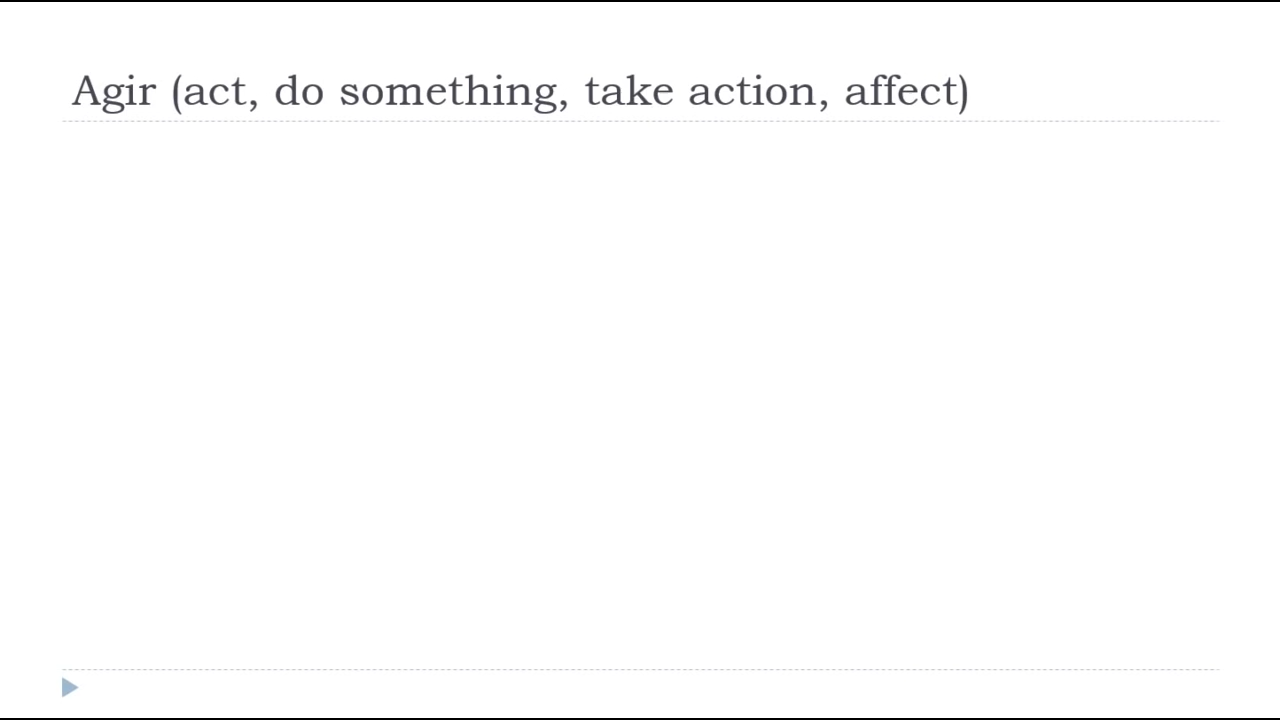 Agir (act, do something, take action, affect)